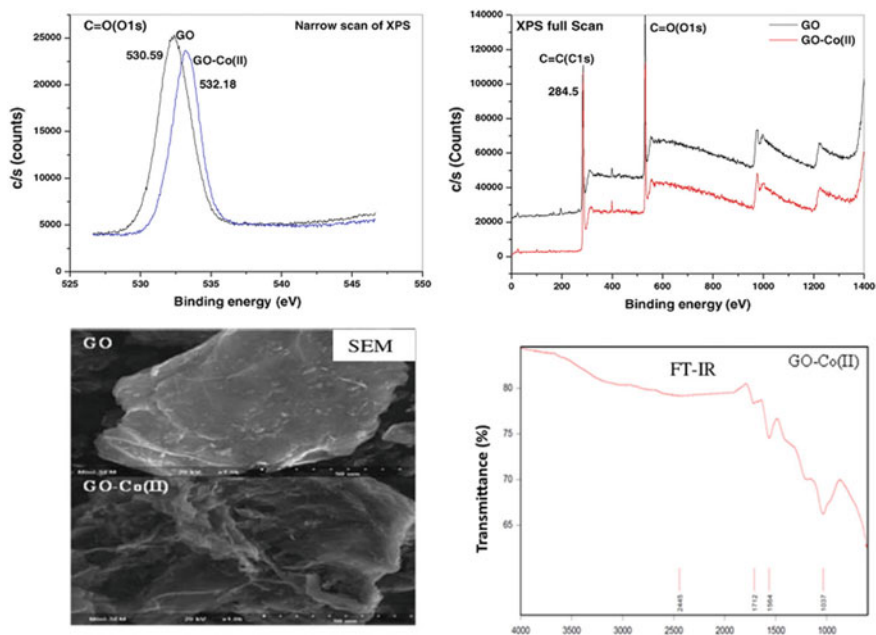 C=O(O1s)
Narrow scan of XPS
GO
530.59
GO-Co(II)
532.18
25000
20000
15000
10000
5000
0
c/s (counts)
525
530
535
540
545
550
Binding energy (eV)
XPS full Scan
C=O(O1s)
GO
GO-Co(II)
C=C(C1s)
284.5
140000
120000
100000
80000
60000
40000
20000
0
c/s (Counts)
0
200
400
600
800
1000
1200
1400
Binding energy (eV)
GO
SEM
GO-Co(II)
FT-IR
GO-Co(II)
80
75
70
65
Transmittance (%)
2445
1712
1564
1037
4000
3500
3000
2500
2000
1500
1000